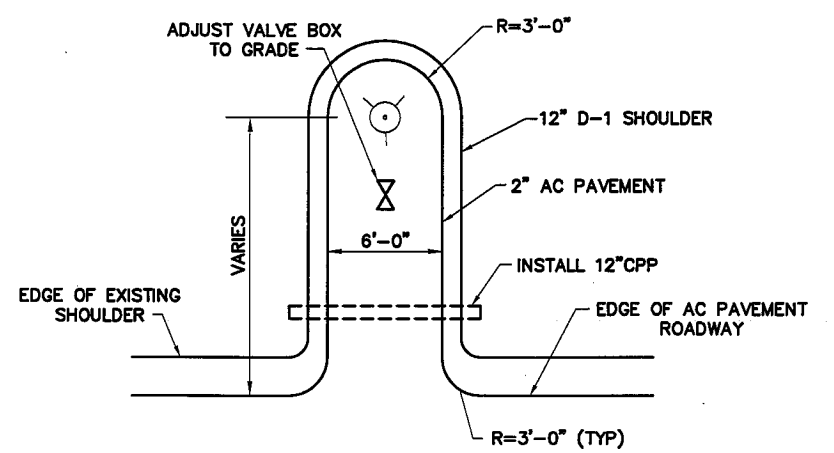 ADJUST VALVE BOX
TO GRADE
R=3'-0"
12" D-1 SHOULDER
2" AC PAVEMENT
VARIES
6'-0"
INSTALL 12"CPP
EDGE OF EXISTING
SHOULDER
EDGE OF AC PAVEMENT
ROADWAY
R=3'-0" (TYP)